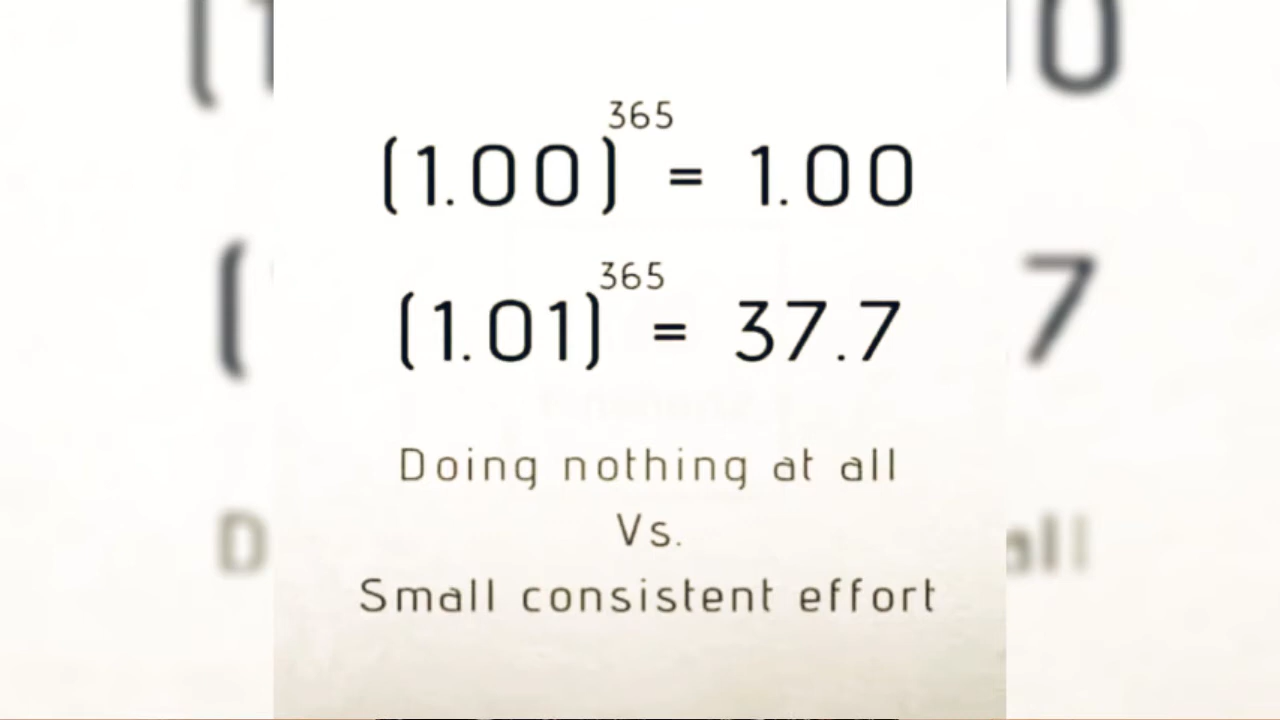 (1.00)³⁶⁵ = 1.00
(1.01)³⁶⁵ = 37.7
Doing nothing at all
Vs.
Small consistent effort